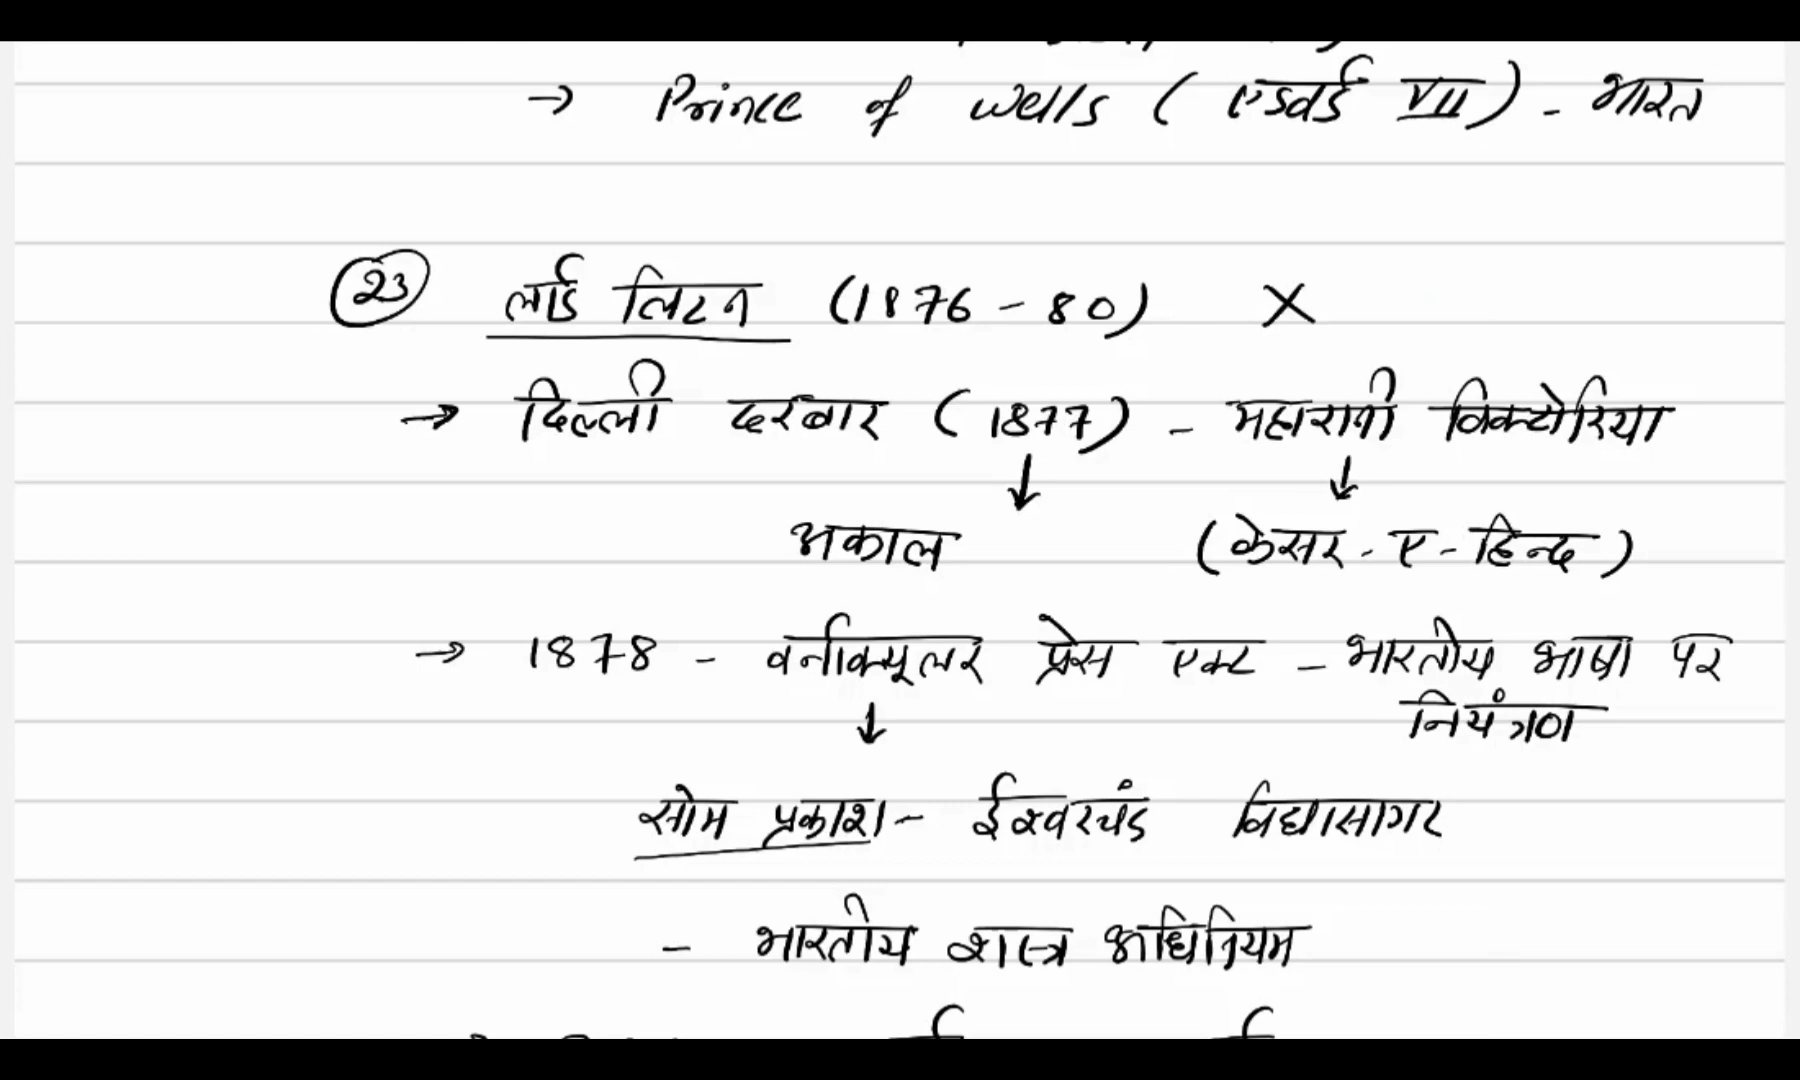 → Prince of wells ( एडवर्ड VII ) - भारत
23 लार्ड लिटन (1876 - 80) X
→ दिल्ली दरबार ( 1877 ) - महारानी विक्टोरिया
↓ ↓
अकाल (केसर - ए - हिन्द )
→ 1878 - वर्नाक्यूलर प्रेस एक्ट - भारतीय भाषा पर
नियंत्रण
↓
सोम प्रकाश - ईश्वरचंड विद्यासागर
- भारतीय शास्त्र अधिनियम